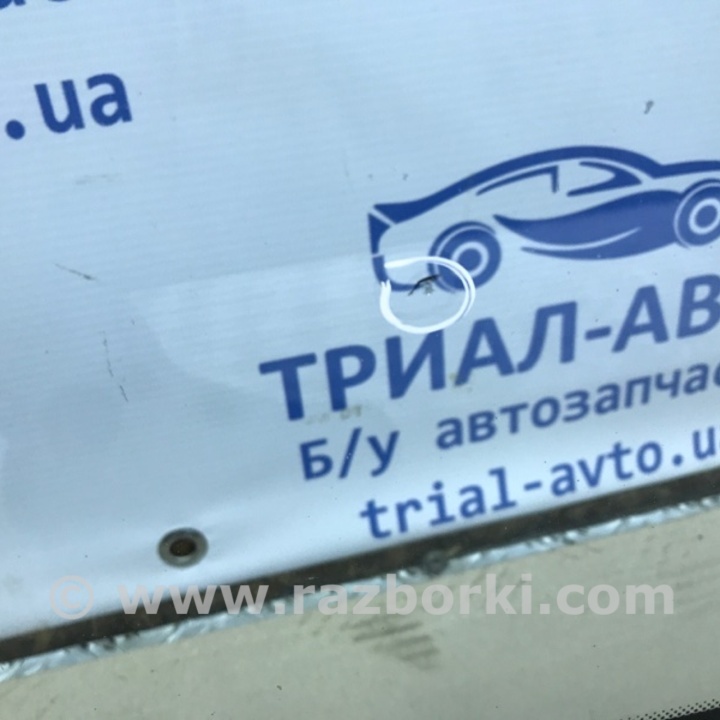 .ua
ТРИАЛ-АВ
Б/у автозапчас
trial-avto.u
© www.razborki.com